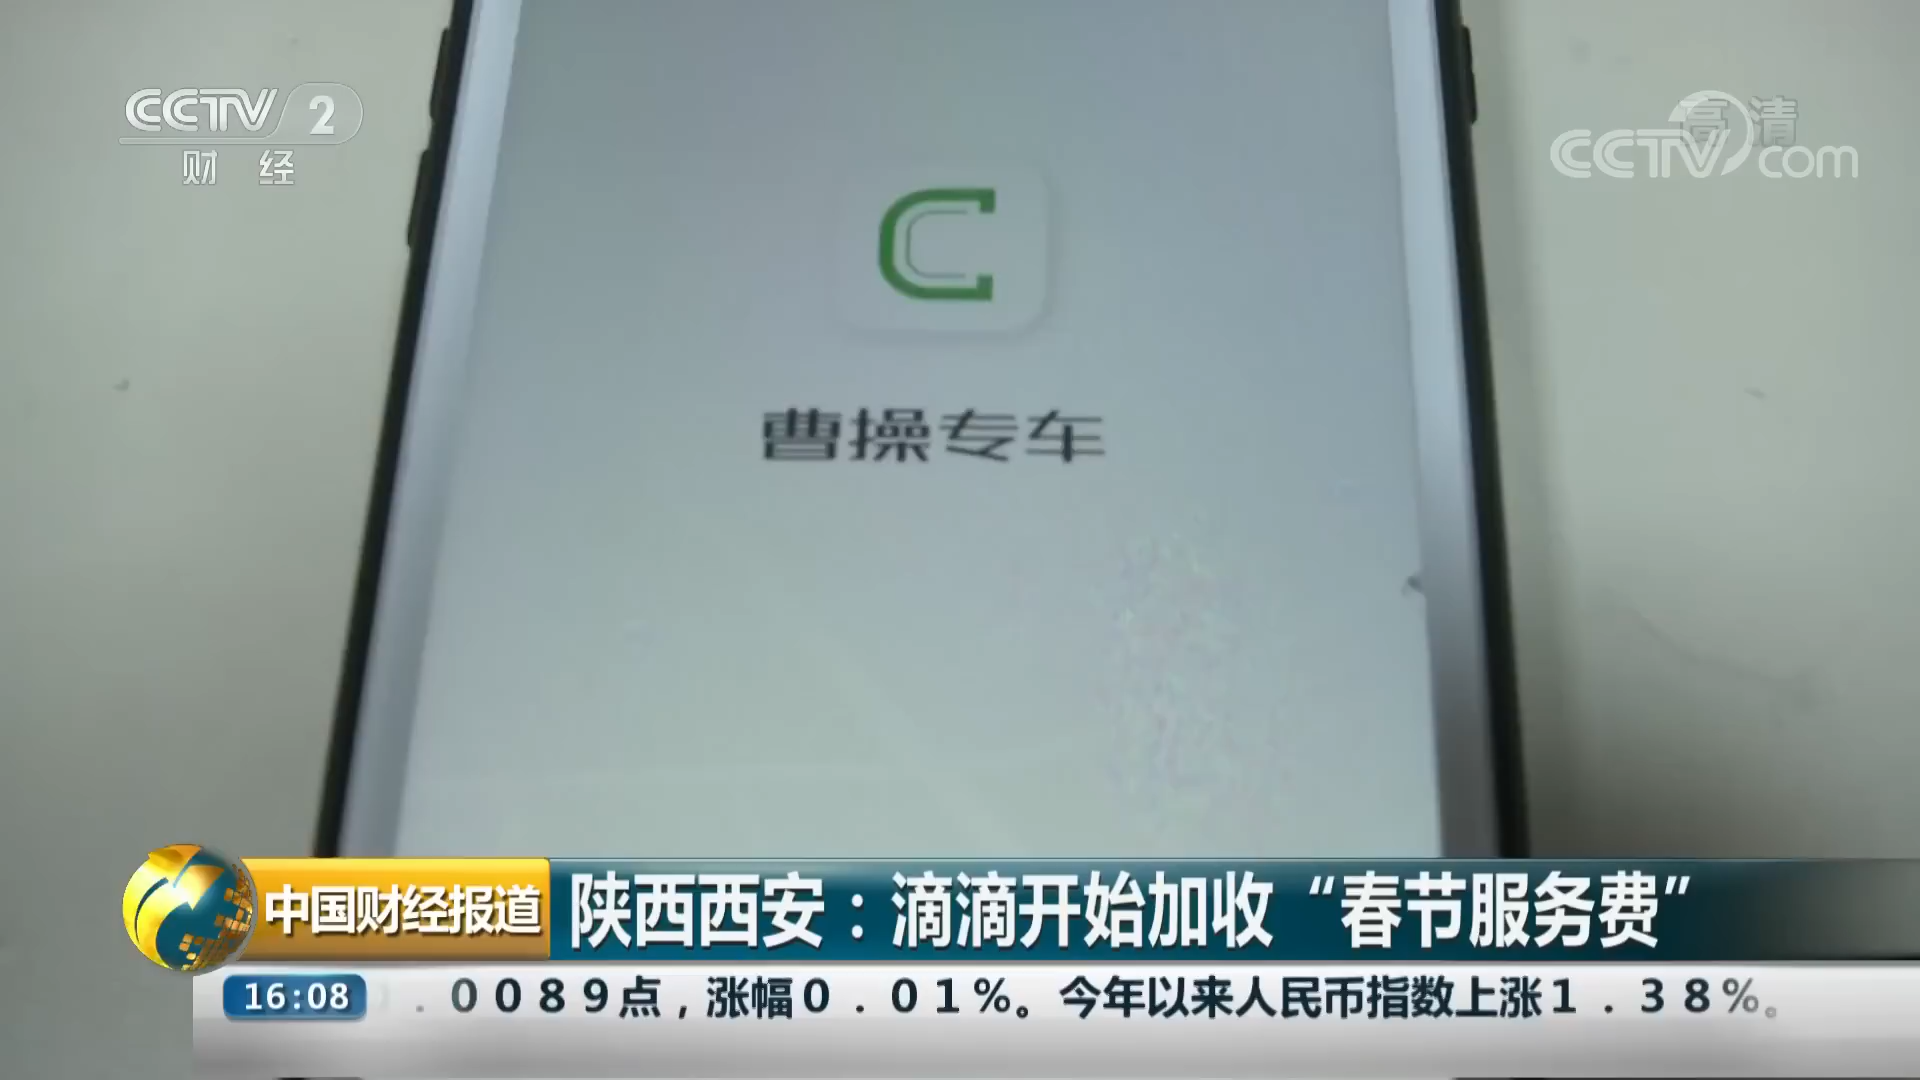 CCTV 2
财 经
高清
CCTV.com
C
曹操专车
中国财经报道
陕西西安：滴滴开始加收“春节服务费”
16:08
.0089点，涨幅0.01%。今年以来人民币指数上涨1.38%。